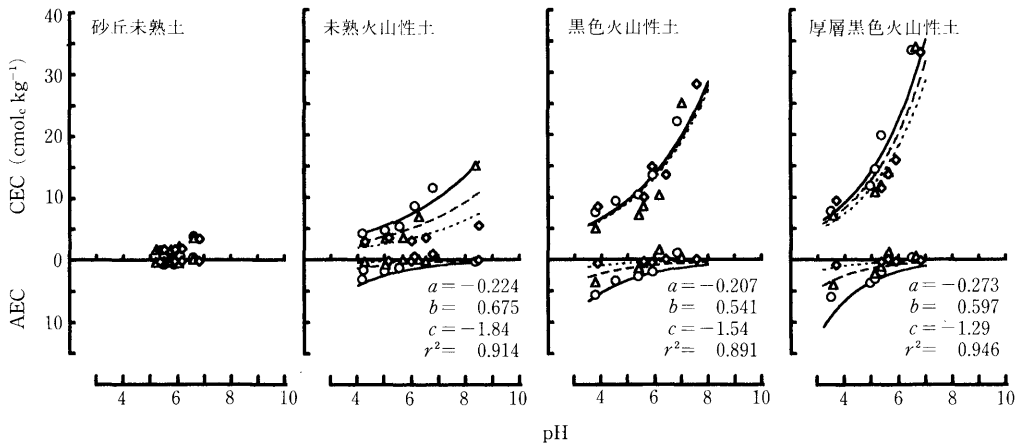 砂丘未熟土
未熟火山性土
黒色火山性土
厚層黒色火山性土
40
30
20
10
0
10
CEC (cmolc kg⁻¹)
AEC
a=-0.224
b= 0.675
c=-1.84
r²= 0.914
a=-0.207
b= 0.541
c=-1.54
r²= 0.891
a=-0.273
b= 0.597
c=-1.29
r²= 0.946
4 6 8 10
4 6 8 10
4 6 8 10
4 6 8 10
pH